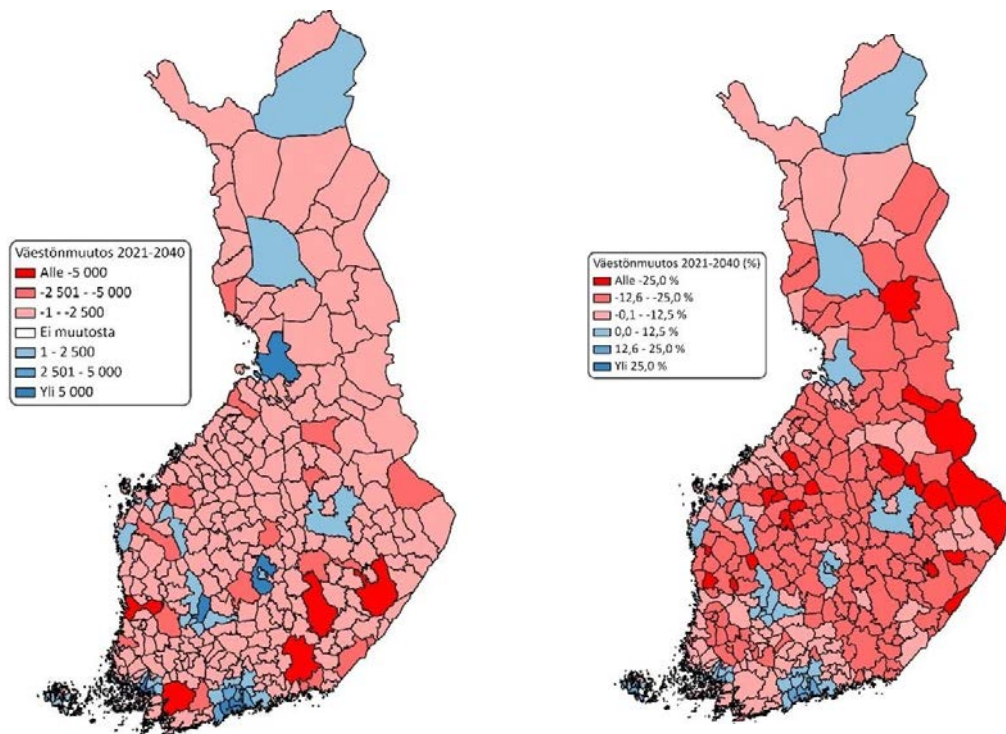 Väestönmuutos 2021-2040
Alle -5 000
-2 501 - -5 000
-1 - -2 500
Ei muutosta
1 - 2 500
2 501 - 5 000
Yli 5 000
Väestönmuutos 2021-2040 (%)
Alle -25,0 %
-12,6 - -25,0 %
-0,1 - -12,5 %
0,0 - 12,5 %
12,6 - 25,0 %
Yli 25,0 %